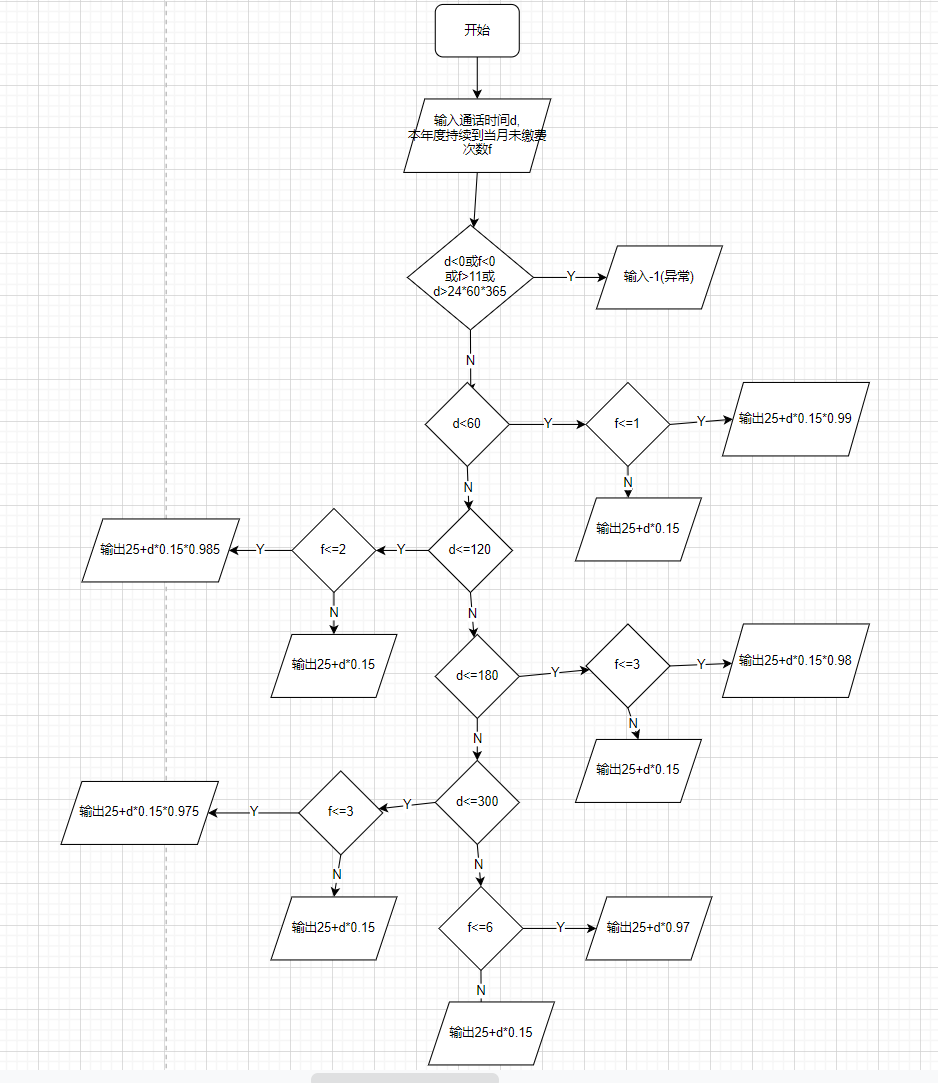 开始
输入通话时间d,
本年度持续到当月未缴费
次数f
d<0或f<0
或f>11或
d>24*60*365
Y
输入-1(异常)
N
d<60
Y
f<=1
Y
输出25+d*0.15*0.99
N
N
输出25+d*0.15
输出25+d*0.15*0.985
Y
f<=2
Y
d<=120
N
N
输出25+d*0.15
d<=180
Y
f<=3
Y
输出25+d*0.15*0.98
N
N
输出25+d*0.15
输出25+d*0.15*0.975
Y
f<=3
Y
d<=300
N
N
输出25+d*0.15
f<=6
Y
输出25+d*0.97
N
输出25+d*0.15